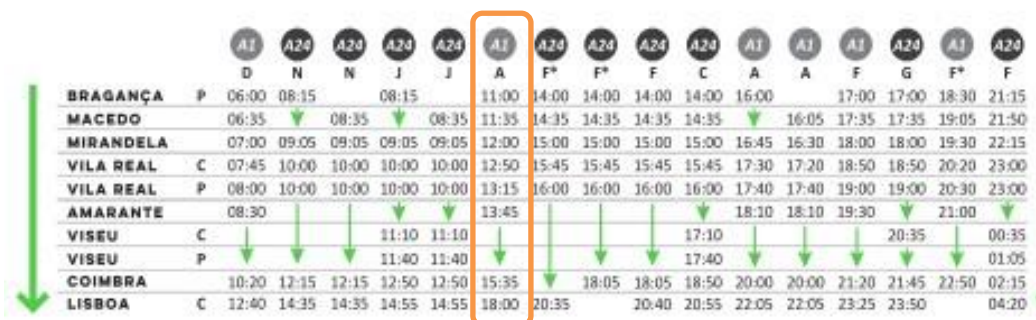 A1 A24 A24 A24 A24 A1 A24 A24 A24 A24 A1 A1 A1 A24 A1 A24
D N N J J A F* F* F C A A F G F* F
BRAGANÇA P 06:00 08:15 08:15 11:00 14:00 14:00 14:00 14:00 16:00 17:00 17:00 18:30 21:15
MACEDO 06:35 08:35 08:35 11:35 14:35 14:35 14:35 14:35 16:05 17:35 17:35 19:05 21:50
MIRANDELA 07:00 09:05 09:05 09:05 09:05 12:00 15:00 15:00 15:00 15:00 16:45 16:30 18:00 18:00 19:30 22:15
VILA REAL C 07:45 10:00 10:00 10:00 10:00 12:50 15:45 15:45 15:45 15:45 17:30 17:20 18:50 18:50 20:20 23:00
VILA REAL P 08:00 10:00 10:00 10:00 10:00 13:15 16:00 16:00 16:00 16:00 17:40 17:40 19:00 19:00 20:30 23:00
AMARANTE 08:30 13:45 18:10 18:10 19:30 21:00
VISEU C 11:10 11:10 17:10 20:35 00:35
VISEU P 11:40 11:40 17:40 01:05
COIMBRA 10:20 12:15 12:15 12:50 12:50 15:35 18:05 18:05 18:50 20:00 20:00 21:20 21:45 22:50 02:15
LISBOA C 12:40 14:35 14:35 14:55 14:55 18:00 20:35 20:40 20:55 22:05 22:05 23:25 23:50 04:20